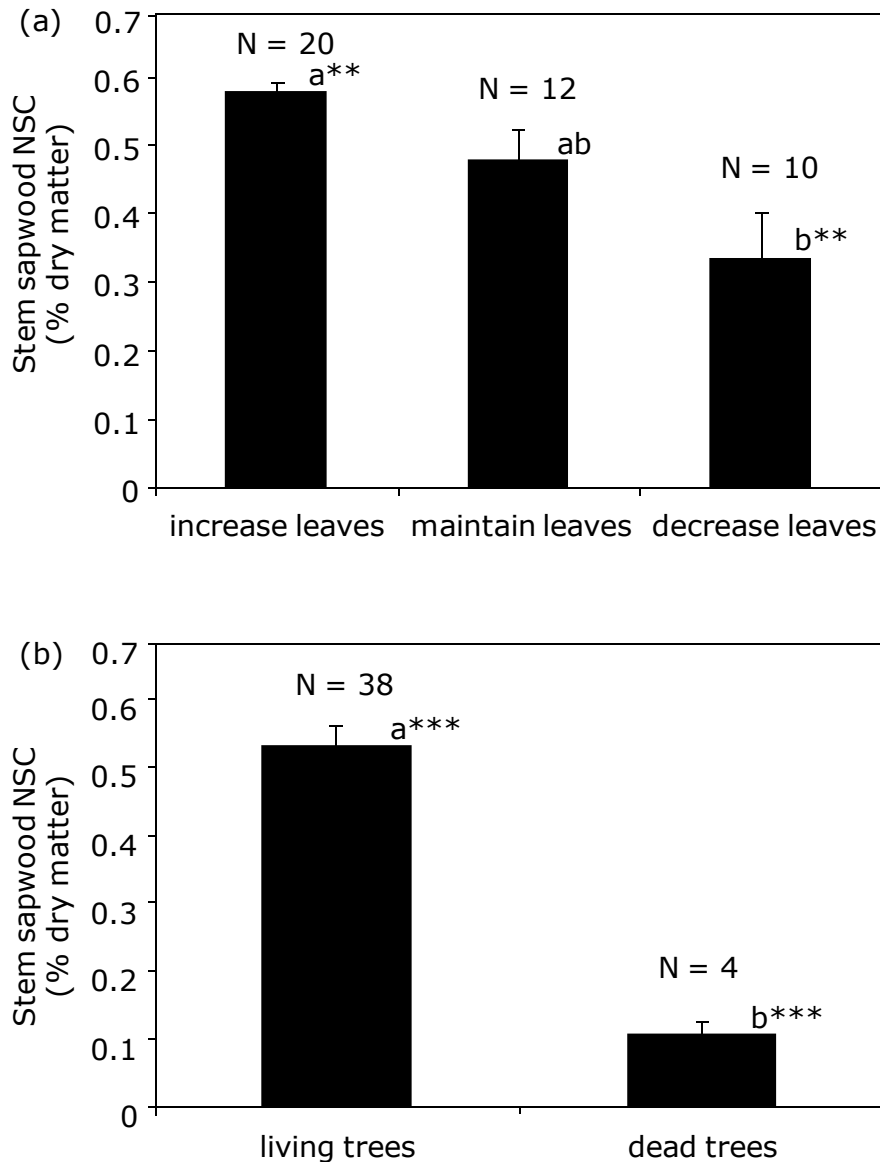 (a)
0.7
0.6
0.5
0.4
0.3
0.2
0.1
0
Stem sapwood NSC
(% dry matter)
N = 20
a**
N = 12
ab
N = 10
b**
increase leaves
maintain leaves
decrease leaves
(b)
0.7
0.6
0.5
0.4
0.3
0.2
0.1
0
Stem sapwood NSC
(% dry matter)
N = 38
a***
N = 4
b***
living trees
dead trees